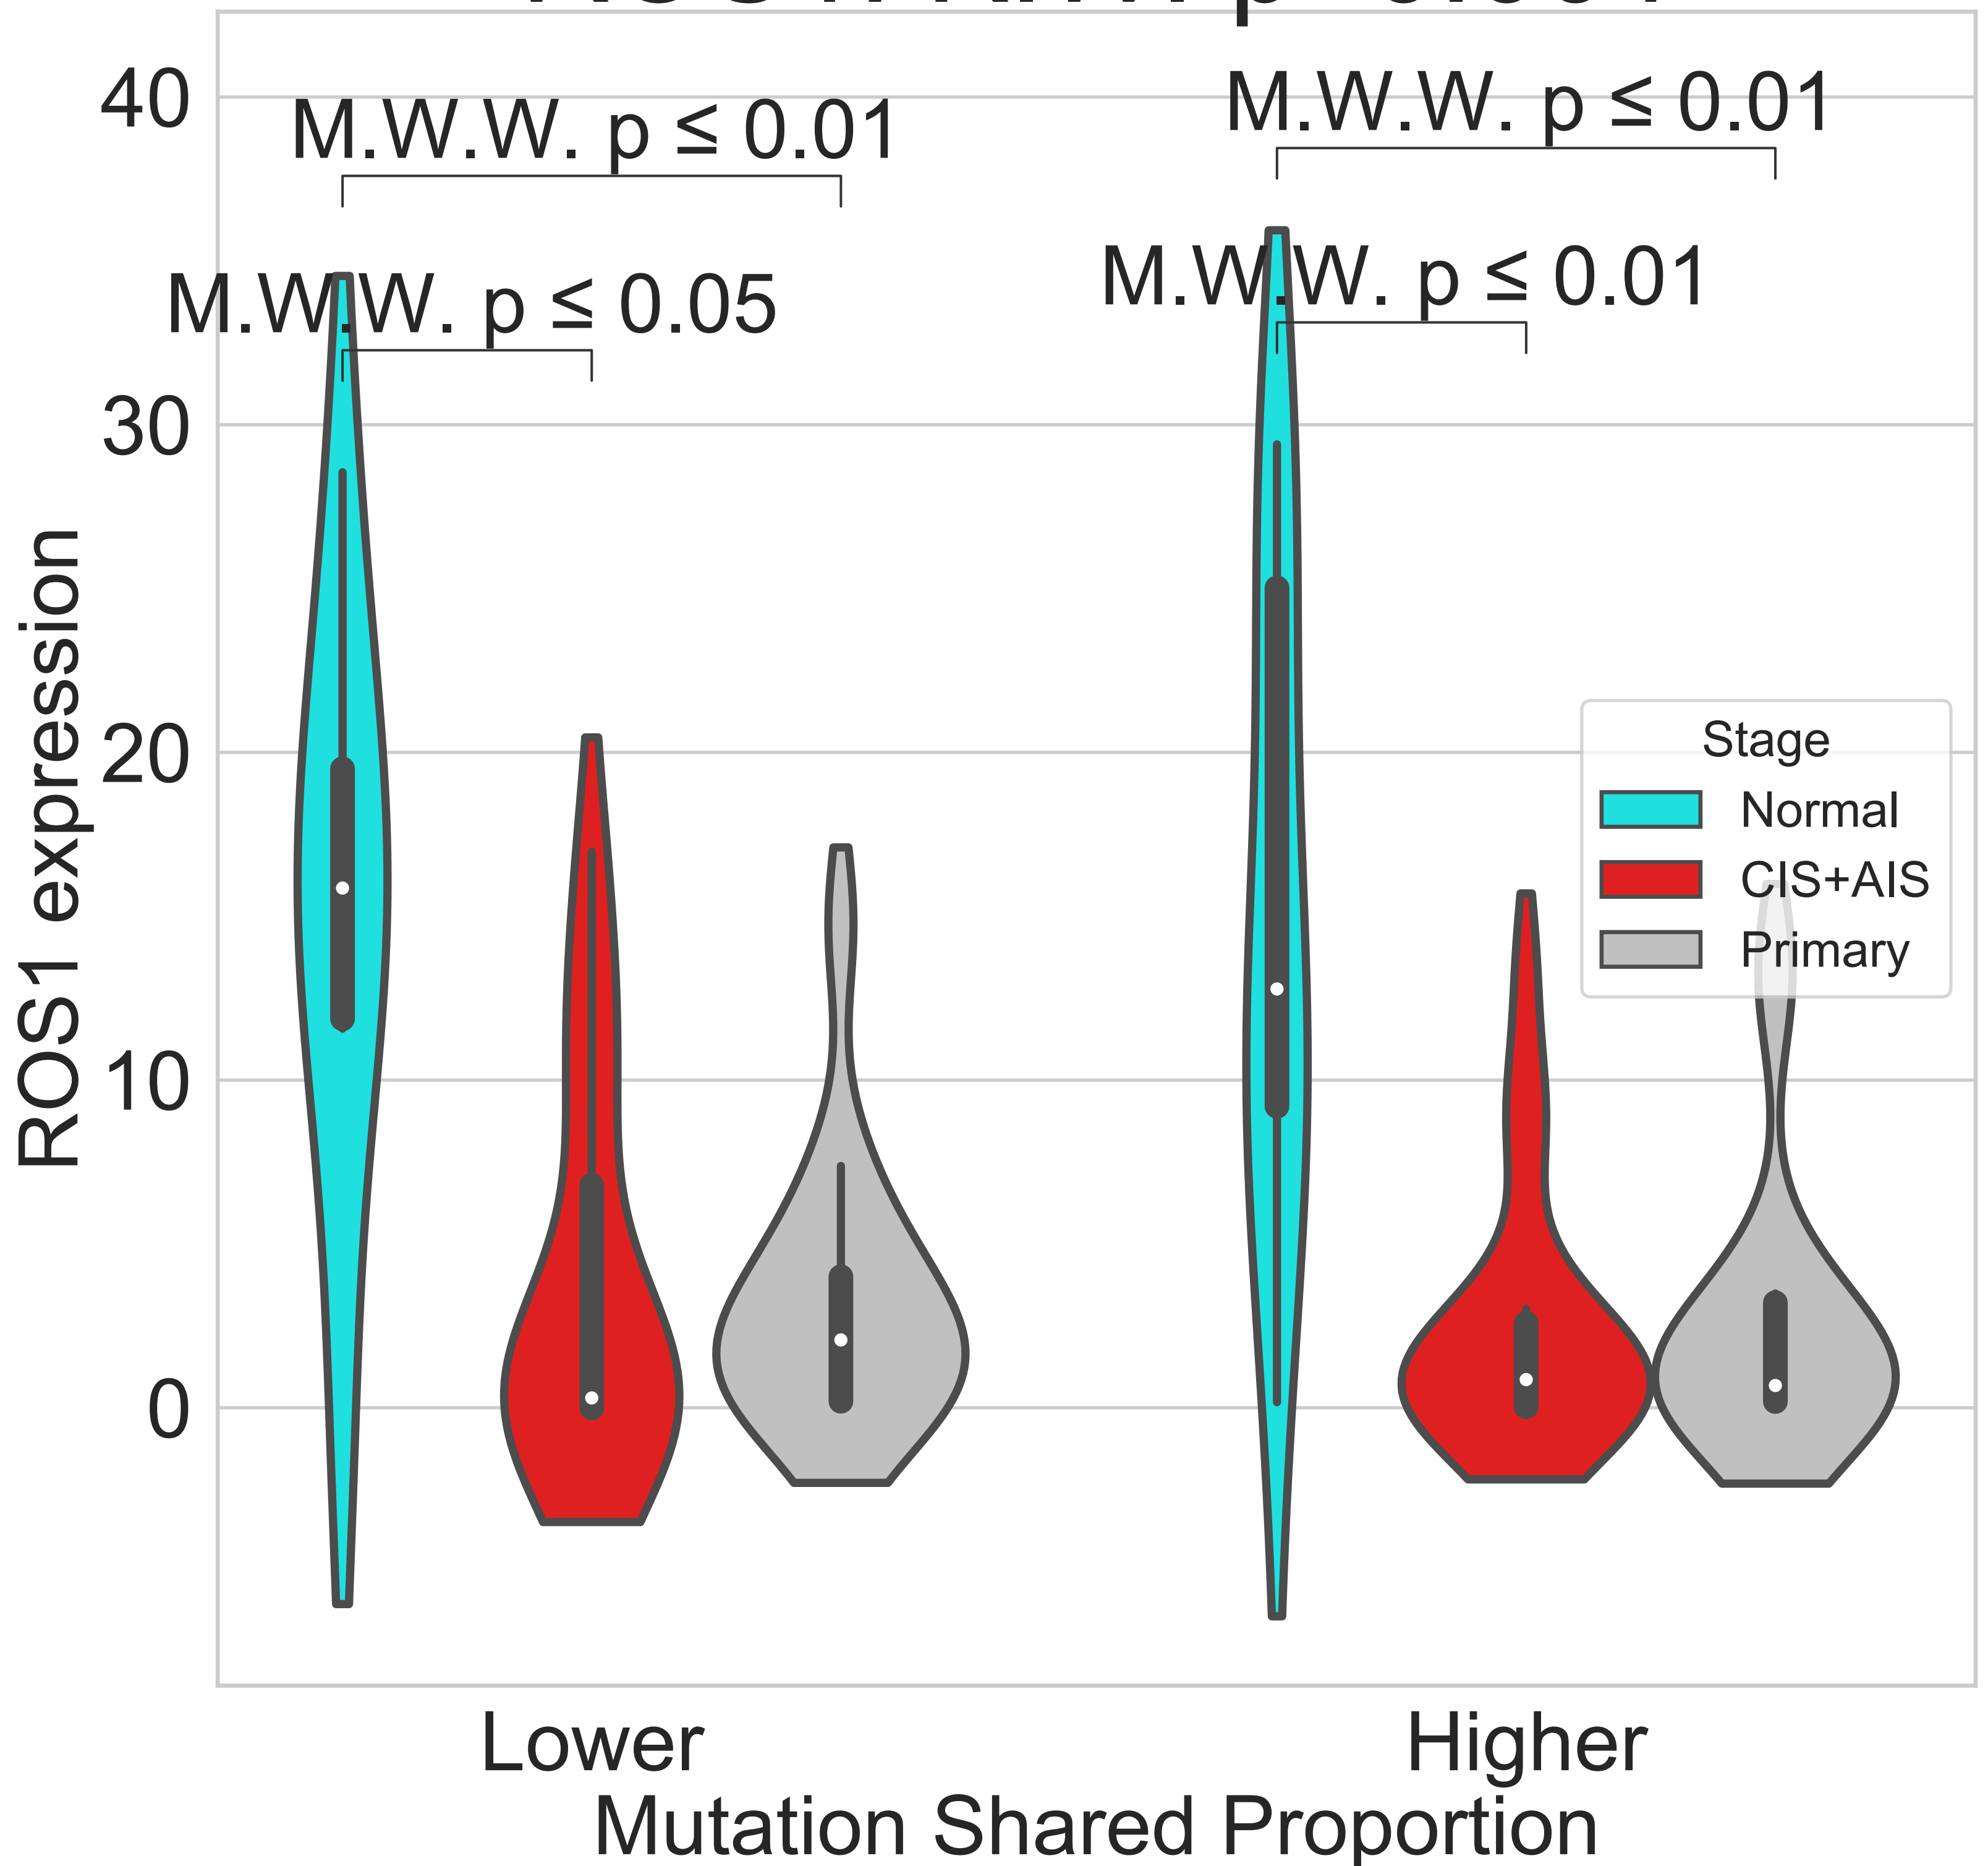 40
M.W.W. p ≤ 0.01
M.W.W. p ≤ 0.01
M.W.W. p ≤ 0.05
M.W.W. p ≤ 0.01
30
20
10
0
ROS1 expression
Stage
Normal
CIS+AIS
Primary
Lower
Higher
Mutation Shared Proportion